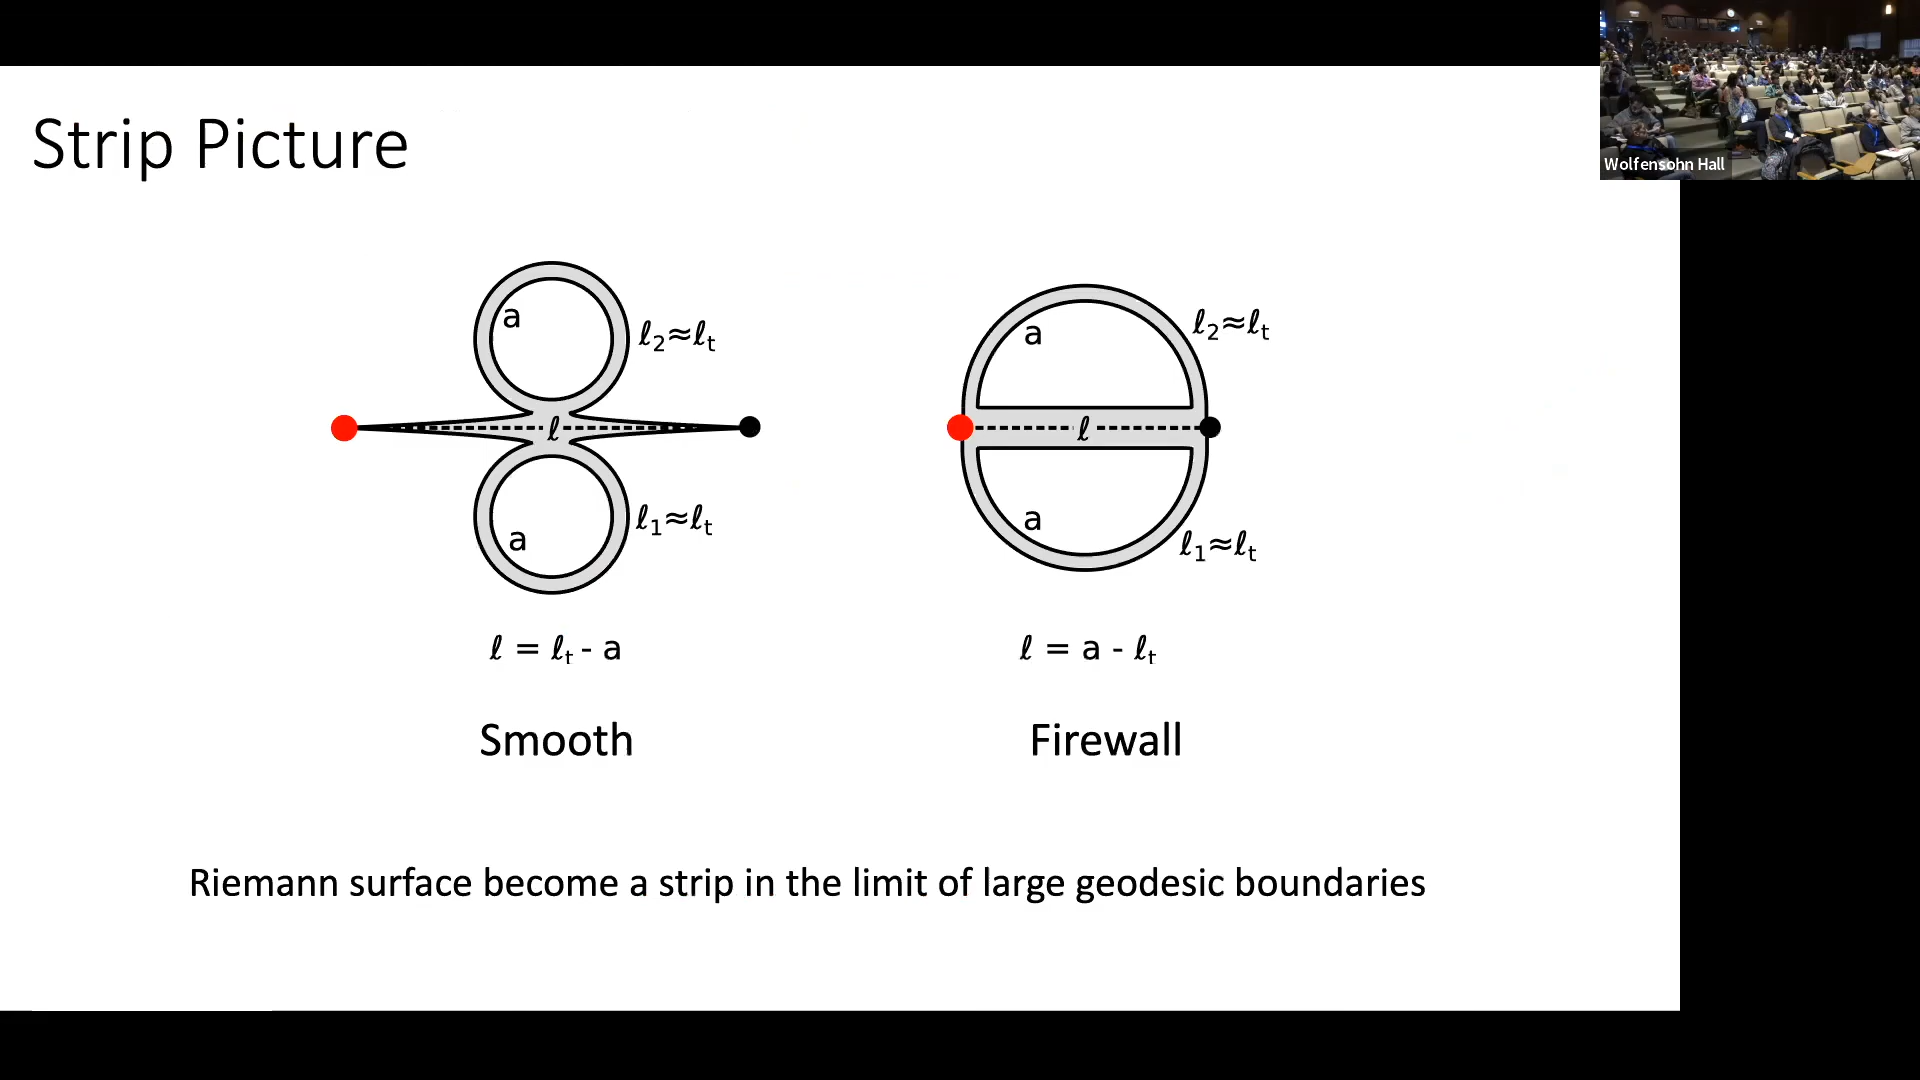 Wolfensohn Hall
Strip Picture
a
ℓ₂≈ℓₜ
ℓ
ℓ₁≈ℓₜ
a
ℓ = ℓₜ - a
Smooth
a
ℓ₂≈ℓₜ
ℓ
a
ℓ₁≈ℓₜ
ℓ = a - ℓₜ
Firewall
Riemann surface become a strip in the limit of large geodesic boundaries